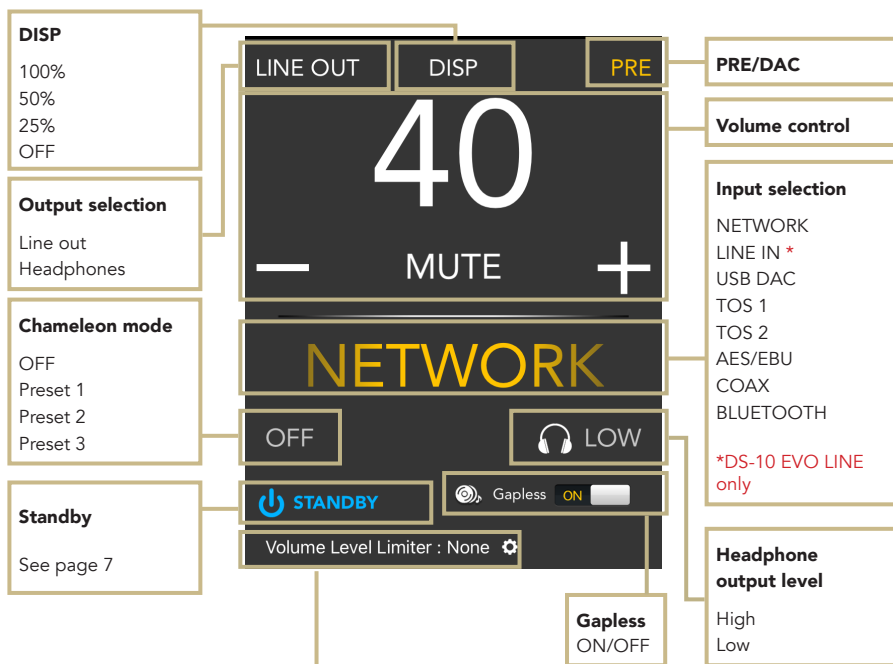 DISP
100%
50%
25%
OFF
Output selection
Line out
Headphones
Chameleon mode
OFF
Preset 1
Preset 2
Preset 3
Standby
See page 7
LINE OUT DISP PRE
40
MUTE
NETWORK
OFF
LOW
STANDBY
Gapless ON
Volume Level Limiter : None
PRE/DAC
Volume control
Input selection
NETWORK
LINE IN *
USB DAC
TOS 1
TOS 2
AES/EBU
COAX
BLUETOOTH
*DS-10 EVO LINE
only
Headphone
output level
High
Low
Gapless
ON/OFF